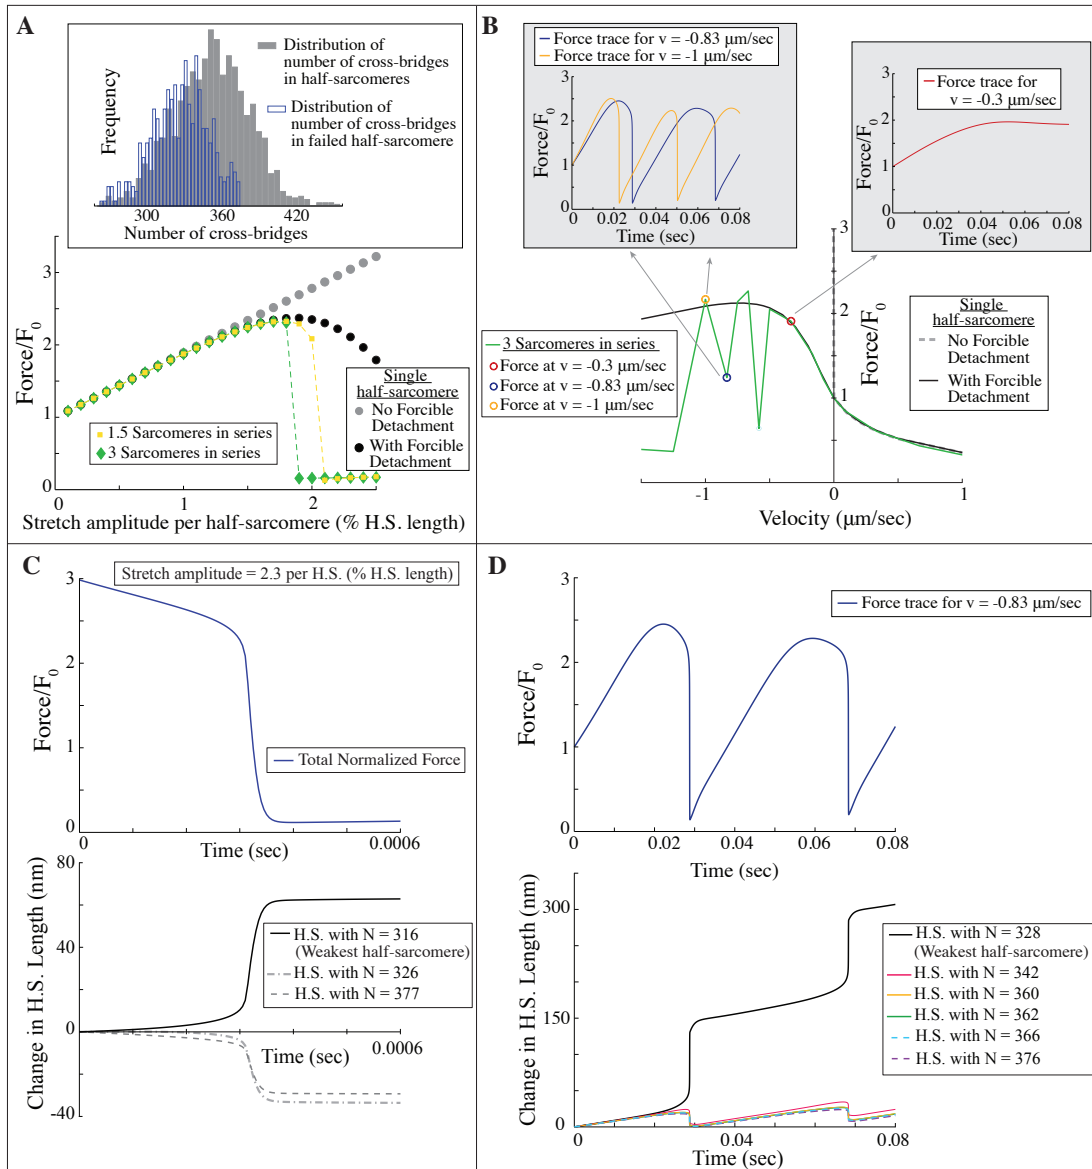 A
Distribution of
number of cross-bridges
in half-sarcomeres
Distribution of
number of cross-bridges
in failed half-sarcomere
Frequency
300
360
420
Number of cross-bridges
Force/F0
3
2
1
0
0
1
2
Single
half-sarcomere
No Forcible
Detachment
With Forcible
Detachment
1.5 Sarcomeres in series
3 Sarcomeres in series
Stretch amplitude per half-sarcomere (% H.S. length)
B
Force trace for v = -0.83 μm/sec
Force trace for v = -1 μm/sec
Force/F0
3
2
1
0
0
0.02
0.04
0.06
0.08
Time (sec)
Force trace for
v = -0.3 μm/sec
Force/F0
3
2
1
0
0
0.02
0.04
0.06
0.08
Time (sec)
3
2
1
Force/F0
3 Sarcomeres in series
Force at v = -0.3 μm/sec
Force at v = -0.83 μm/sec
Force at v = -1 μm/sec
Single
half-sarcomere
No Forcible
Detachment
With Forcible
Detachment
-1
0
1
Velocity (μm/sec)
C
Stretch amplitude = 2.3 per H.S. (% H.S. length)
Force/F0
3
2
1
0
Total Normalized Force
0
Time (sec)
0.0006
Change in H.S. Length (nm)
80
40
0
-40
H.S. with N = 316
(Weakest half-sarcomere)
H.S. with N = 326
H.S. with N = 377
Time (sec)
0.0006
D
Force trace for v = -0.83 μm/sec
Force/F0
3
2
1
0
0
0.02
0.04
0.06
0.08
Time (sec)
Change in H.S. Length (nm)
300
150
0
H.S. with N = 328
(Weakest half-sarcomere)
H.S. with N = 342
H.S. with N = 360
H.S. with N = 362
H.S. with N = 366
H.S. with N = 376
0
0.04
0.08
Time (sec)